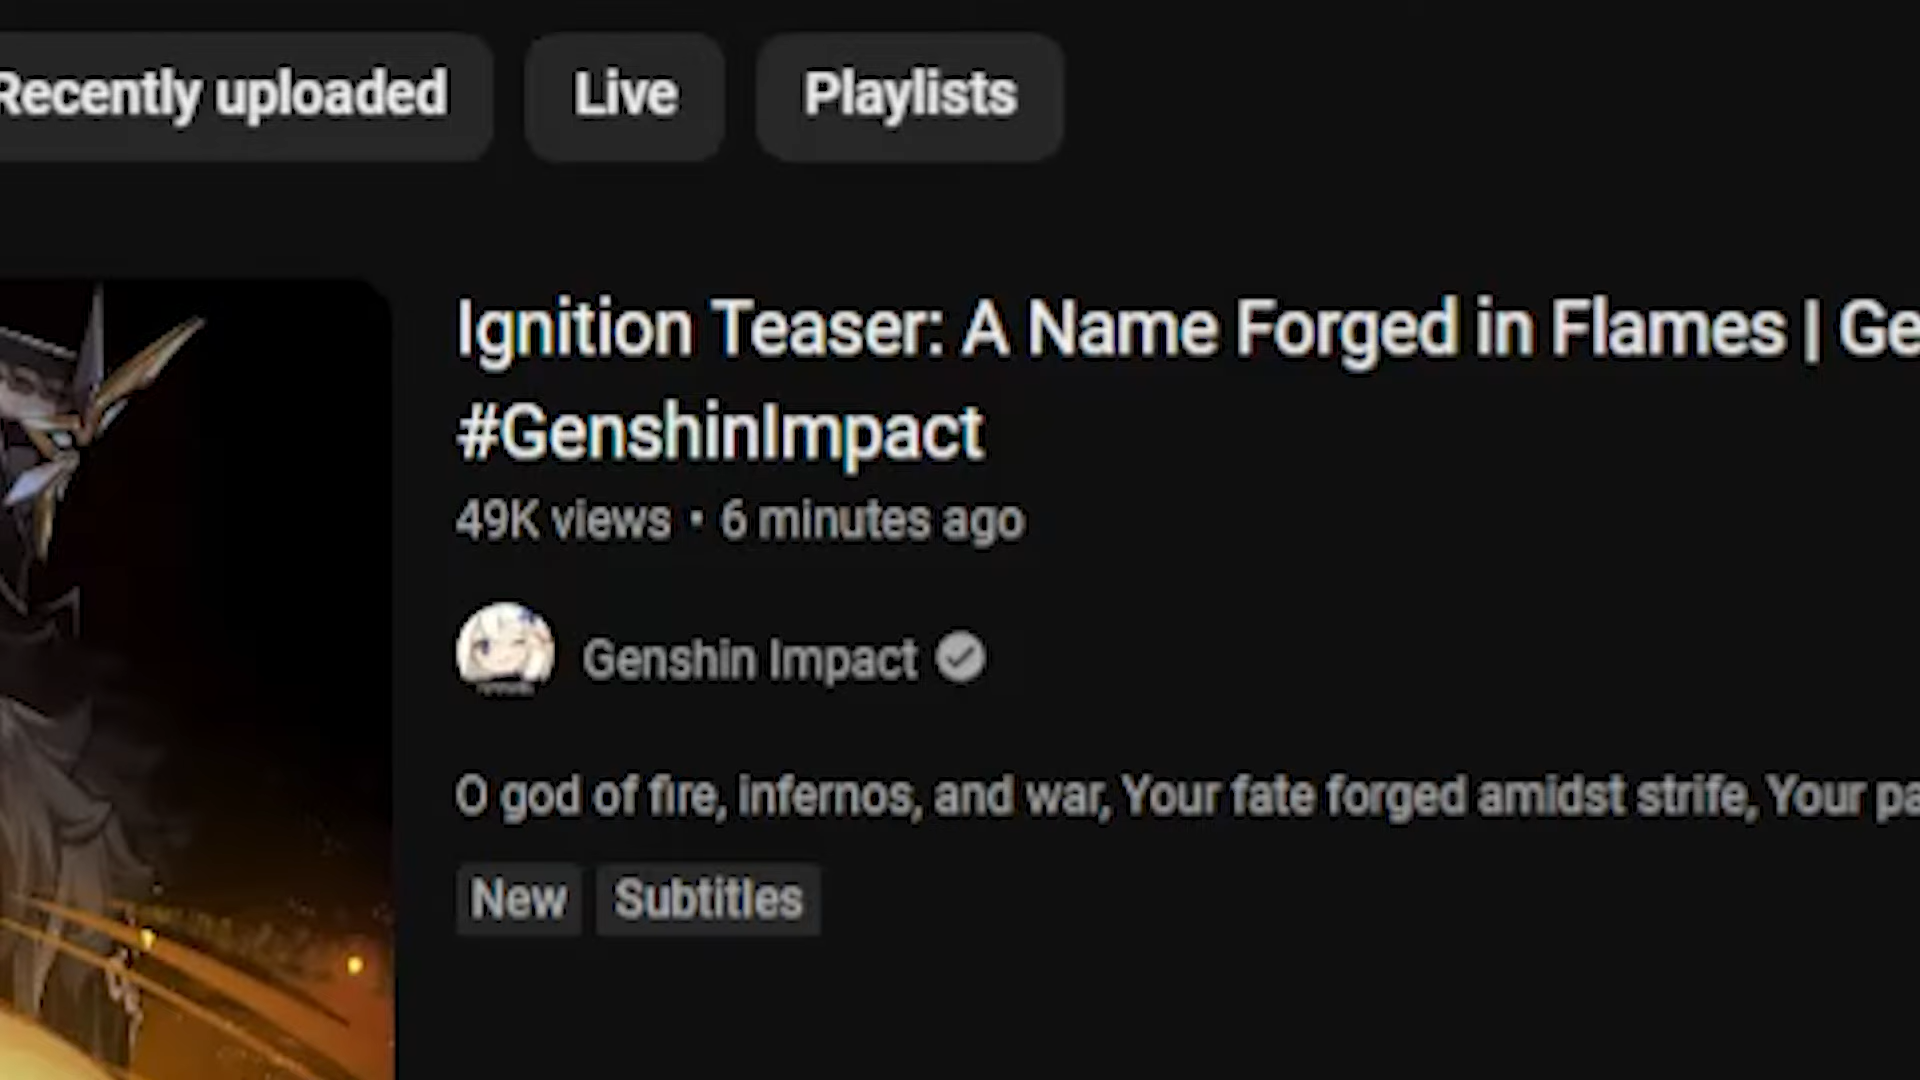 Recently uploaded Live Playlists
Ignition Teaser: A Name Forged in Flames | Ge
#GenshinImpact
49K views • 6 minutes ago
Genshin Impact
O god of fire, infernos, and war, Your fate forged amidst strife, Your pa
New Subtitles